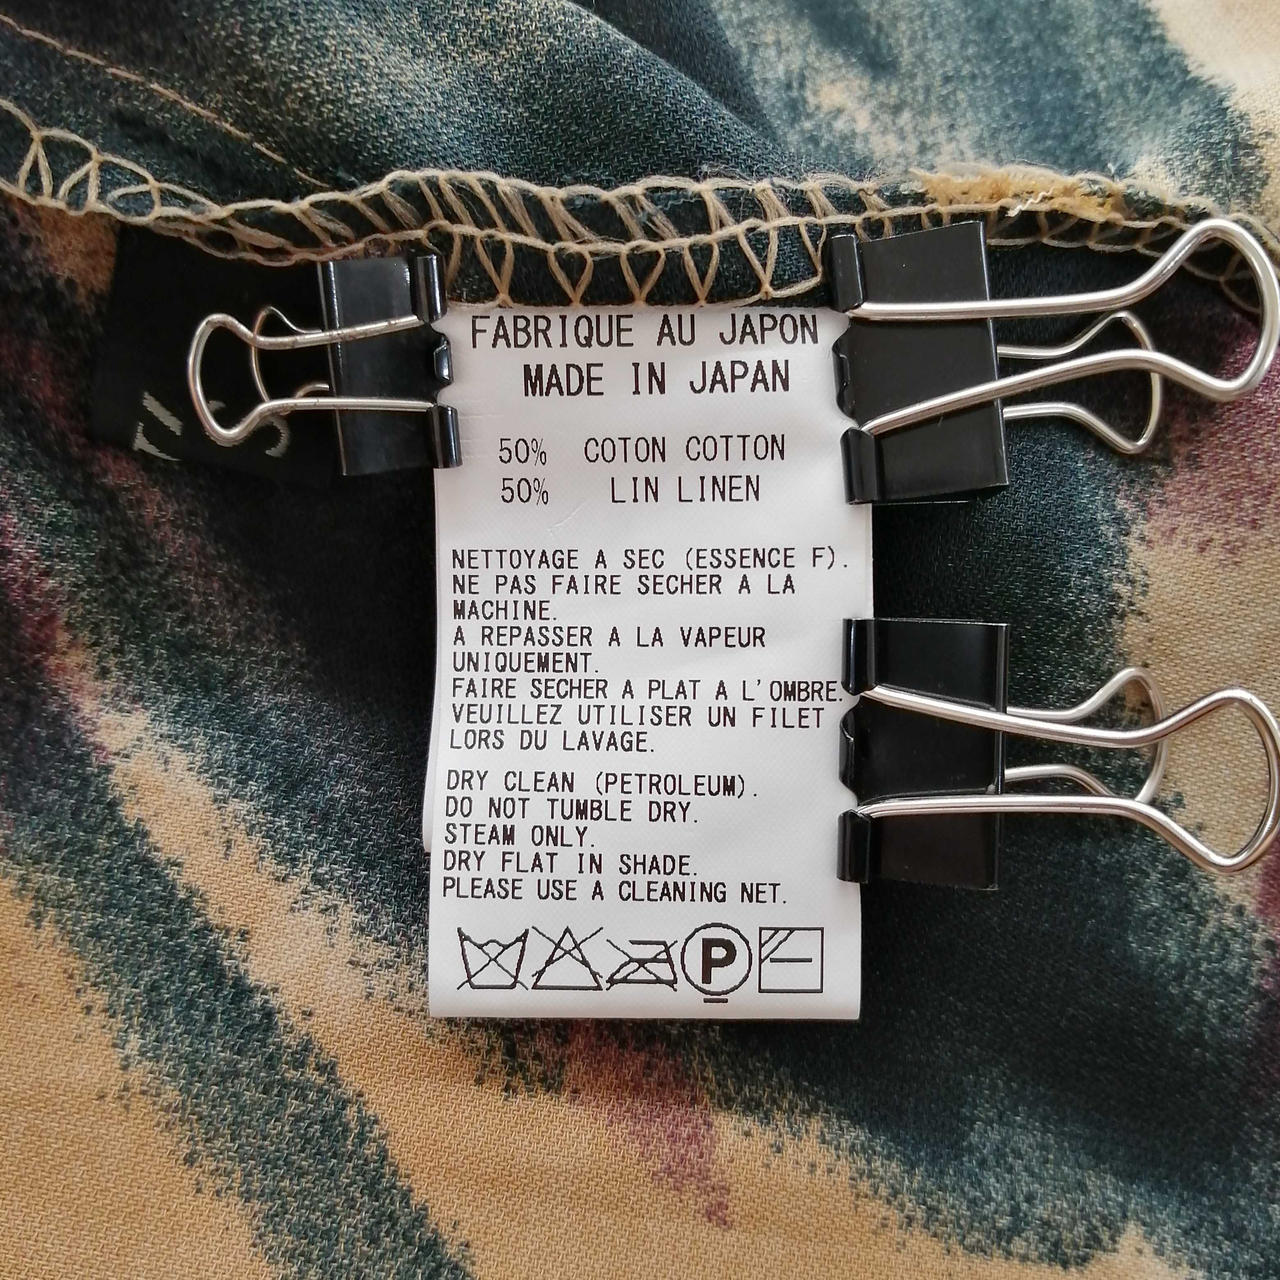 FABRIQUE AU JAPON
MADE IN JAPAN
50% COTON COTTON
50% LIN LINEN
NETTOYAGE A SEC (ESSENCE F).
NE PAS FAIRE SECHER A LA
MACHINE.
A REPASSER A LA VAPEUR
UNIQUEMENT.
FAIRE SECHER A PLAT A L'OMBRE.
VEUILLEZ UTILISER UN FILET
LORS DU LAVAGE.
DRY CLEAN (PETROLEUM).
DO NOT TUMBLE DRY.
STEAM ONLY.
DRY FLAT IN SHADE.
PLEASE USE A CLEANING NET.
P